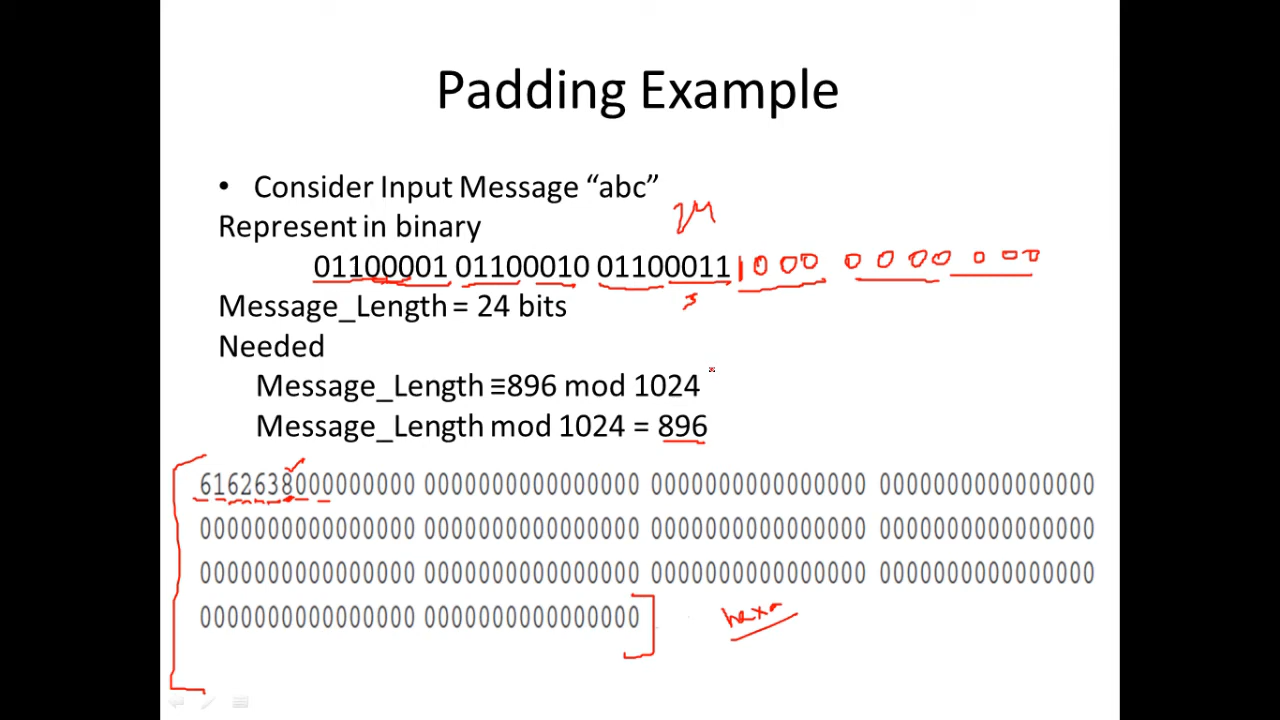 Padding Example
• Consider Input Message “abc”
24
Represent in binary
01100001 01100010 01100011 1000 0000 000
3
Message_Length = 24 bits
Needed
Message_Length ≡896 mod 1024
Message_Length mod 1024 = 896
6162638000000000 0000000000000000 0000000000000000 0000000000000000
0000000000000000 0000000000000000 0000000000000000 0000000000000000
0000000000000000 0000000000000000 0000000000000000 0000000000000000
0000000000000000 0000000000000000
hexa